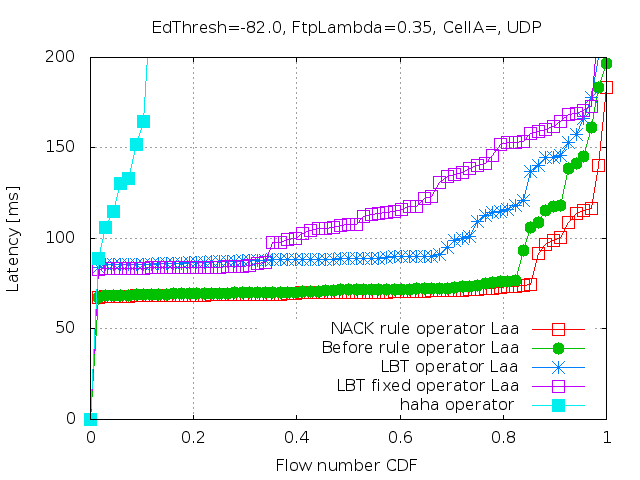 EdThresh=-82.0, FtpLambda=0.35, CellA=, UDP
200
150
100
50
0
Latency [ms]
NACK rule operator Laa
Before rule operator Laa
LBT operator Laa
LBT fixed operator Laa
haha operator
0 0.2 0.4 0.6 0.8 1
Flow number CDF